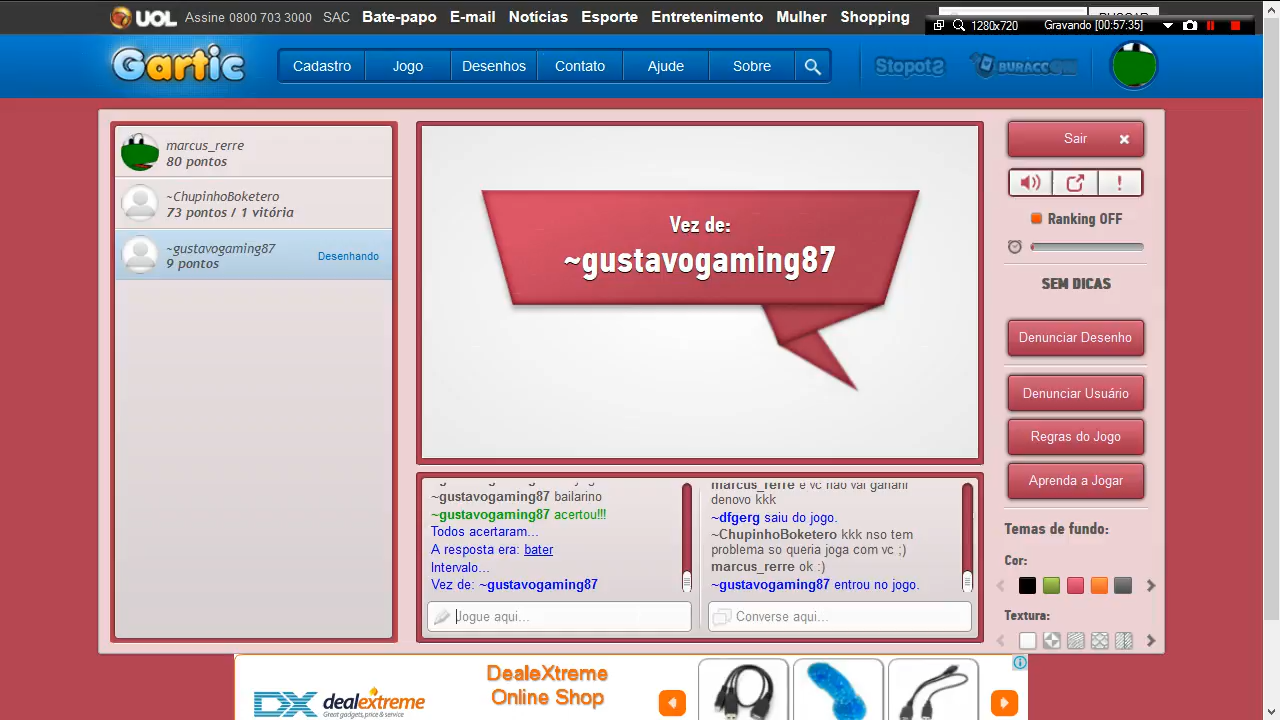 UOL Assine 0800 703 3000 SAC Bate-papo E-mail Notícias Esporte Entretenimento Mulher Shopping
1280x720 Gravando [00:57:35]
Gartic Cadastro Jogo Desenhos Contato Ajude Sobre StopotS
marcus_rerre
80 pontos
~ChupinhoBoketero
73 pontos / 1 vitória
~gustavogaming87
9 pontos
Desenhando
Vez de:
~gustavogaming87
~gustavogaming87 bailarino
~gustavogaming87 acertou!!!
Todos acertaram...
A resposta era: bater
Intervalo...
Vez de: ~gustavogaming87
Jogue aqui...
marcus_rerre e vc nao vai ganahr
denovo kkk
~dfgerg saiu do jogo.
~ChupinhoBoketero kkk nso tem
problema so queria joga com vc ;)
marcus_rerre ok :)
~gustavogaming87 entrou no jogo.
Converse aqui...
Sair
Ranking OFF
SEM DICAS
Denunciar Desenho
Denunciar Usuário
Regras do Jogo
Aprenda a Jogar
Temas de fundo:
Cor:
Textura:
DX dealextreme
Great gadgets, price & service
DealeXtreme
Online Shop